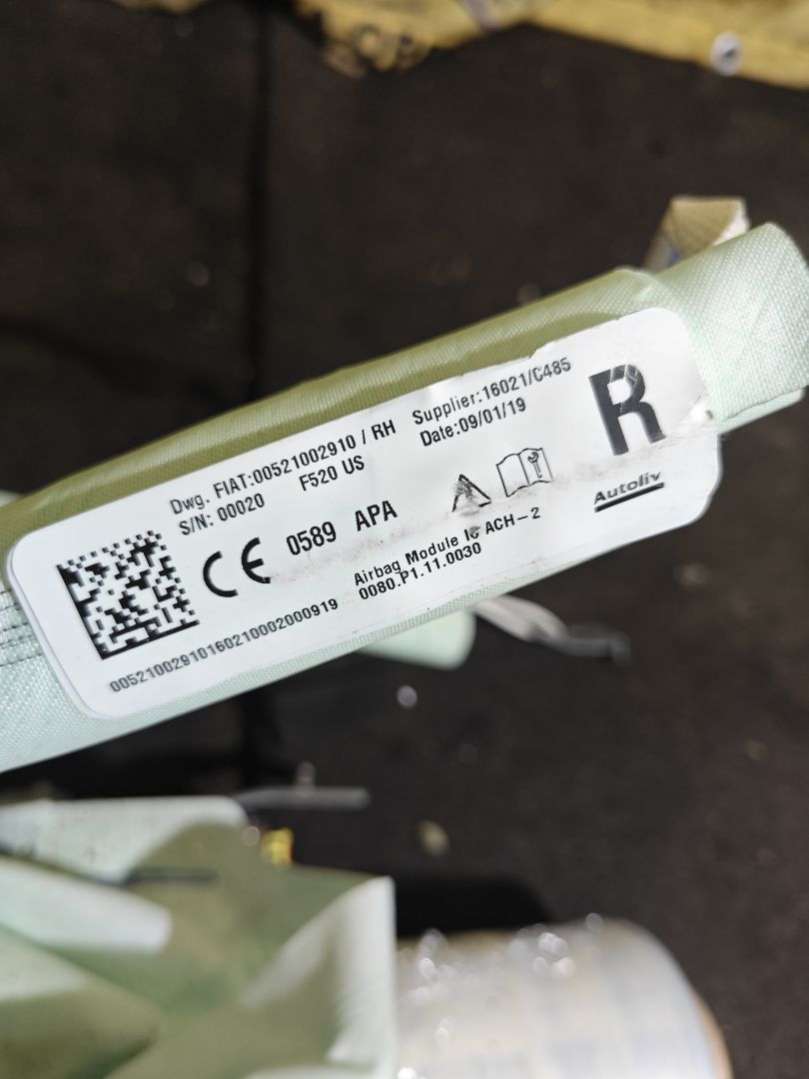 Dwg. FIAT:00521002910 / RH
S/N: 00020 F520 US
Supplier:16021/C485
Date:09/01/19
R
CE 0589 APA
Autoliv
Airbag Module IC ACH-2
0080.P1.11.0030
00521002910160210002000919